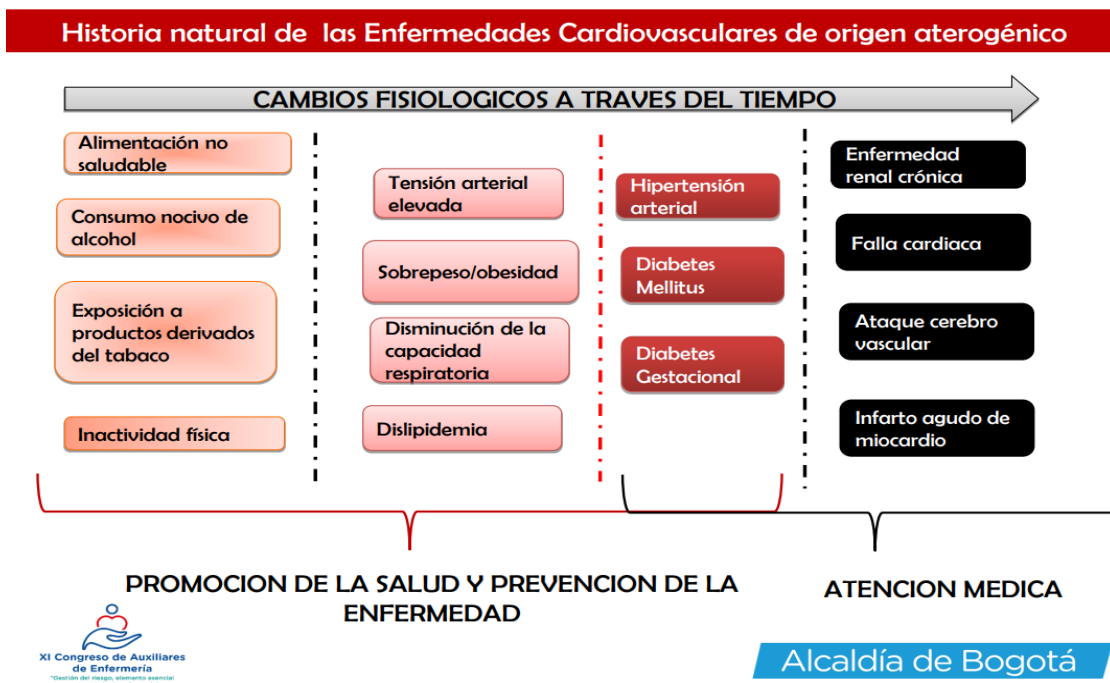 Historia natural de las Enfermedades Cardiovasculares de origen aterogénico
CAMBIOS FISIOLOGICOS A TRAVES DEL TIEMPO
Alimentación no
saludable
Consumo nocivo de
alcohol
Exposición a
productos derivados
del tabaco
Inactividad física
Tensión arterial
elevada
Sobrepeso/obesidad
Disminución de la
capacidad
respiratoria
Dislipidemia
Hipertensión
arterial
Diabetes
Mellitus
Diabetes
Gestacional
Enfermedad
renal crónica
Falla cardiaca
Ataque cerebro
vascular
Infarto agudo de
miocardio
PROMOCION DE LA SALUD Y PREVENCION DE LA
ENFERMEDAD
ATENCION MEDICA
XI Congreso de Auxiliares
de Enfermería
"Gestión del riesgo, elemento esencial
Alcaldía de Bogotá